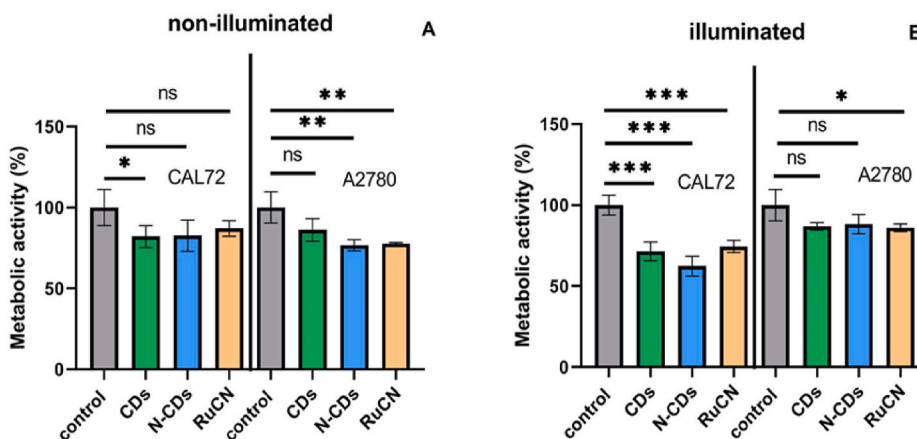 non-illuminated
A
ns
**
ns
**
*
ns
CAL72
A2780
Metabolic activity (%)
150
100
50
0
control
CDs
N-CDs
RuCN
control
CDs
N-CDs
RuCN
illuminated
***
*
***
ns
***
ns
CAL72
A2780
Metabolic activity (%)
150
100
50
0
control
CDs
N-CDs
RuCN
control
CDs
N-CDs
RuCN